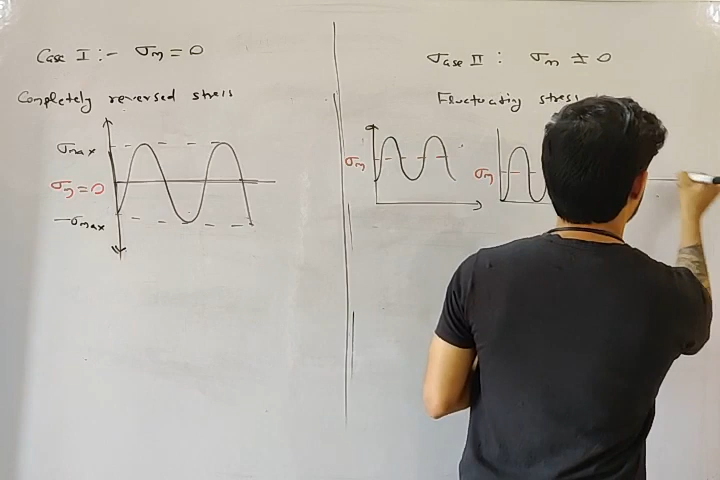 Case I :- σm = 0
Completely reversed stress
σmax
σm = 0
-σmax
Case II : σm ≠ 0
Fluctuating stress
σm
σm